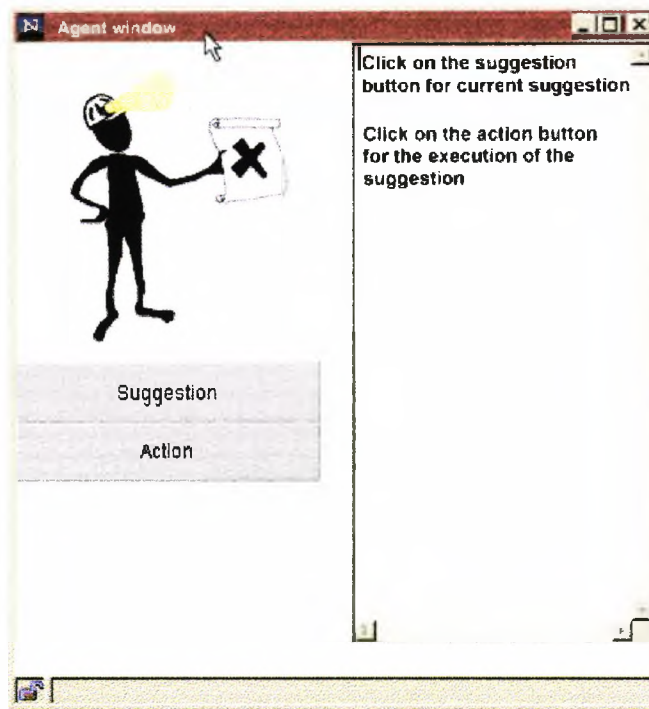 Agent window
Click on the suggestion
button for current suggestion
Click on the action button
for the execution of the
suggestion
Suggestion
Action